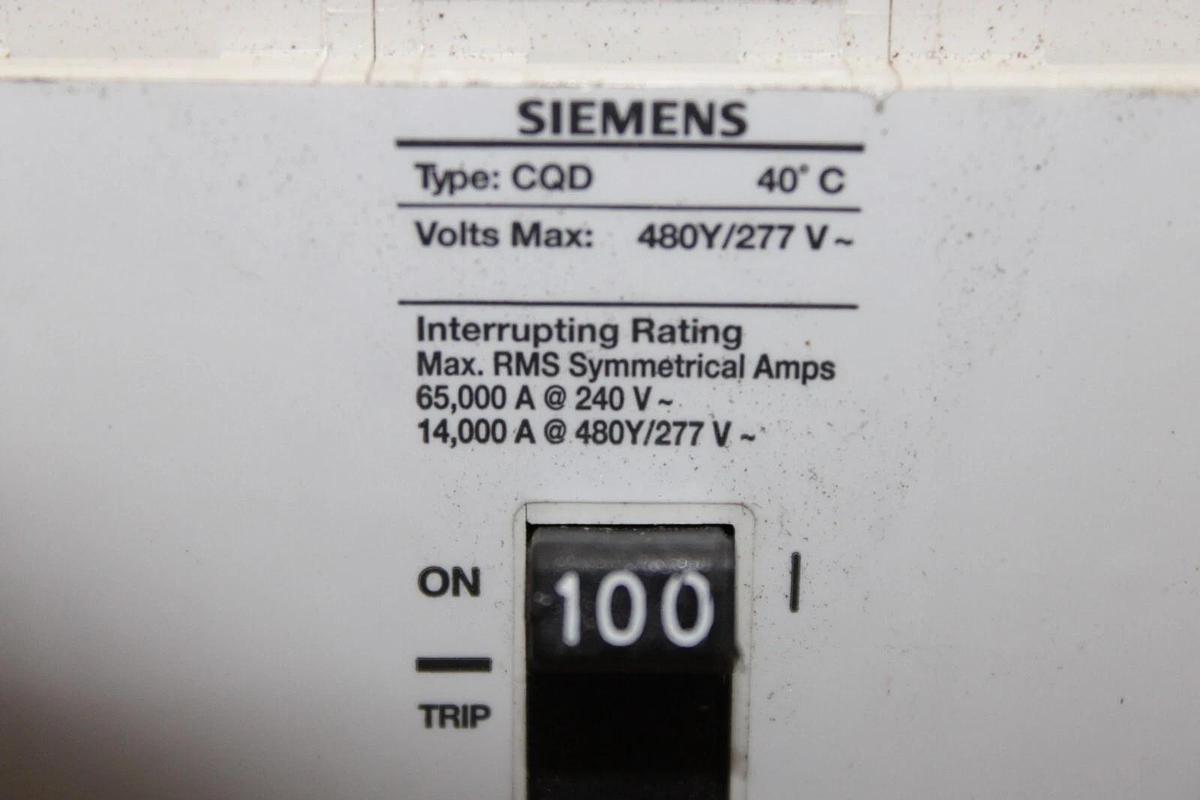 SIEMENS
Type: CQD 40° C
Volts Max: 480Y/277 V ~
Interrupting Rating
Max. RMS Symmetrical Amps
65,000 A @ 240 V ~
14,000 A @ 480Y/277 V ~
ON 100 |
TRIP